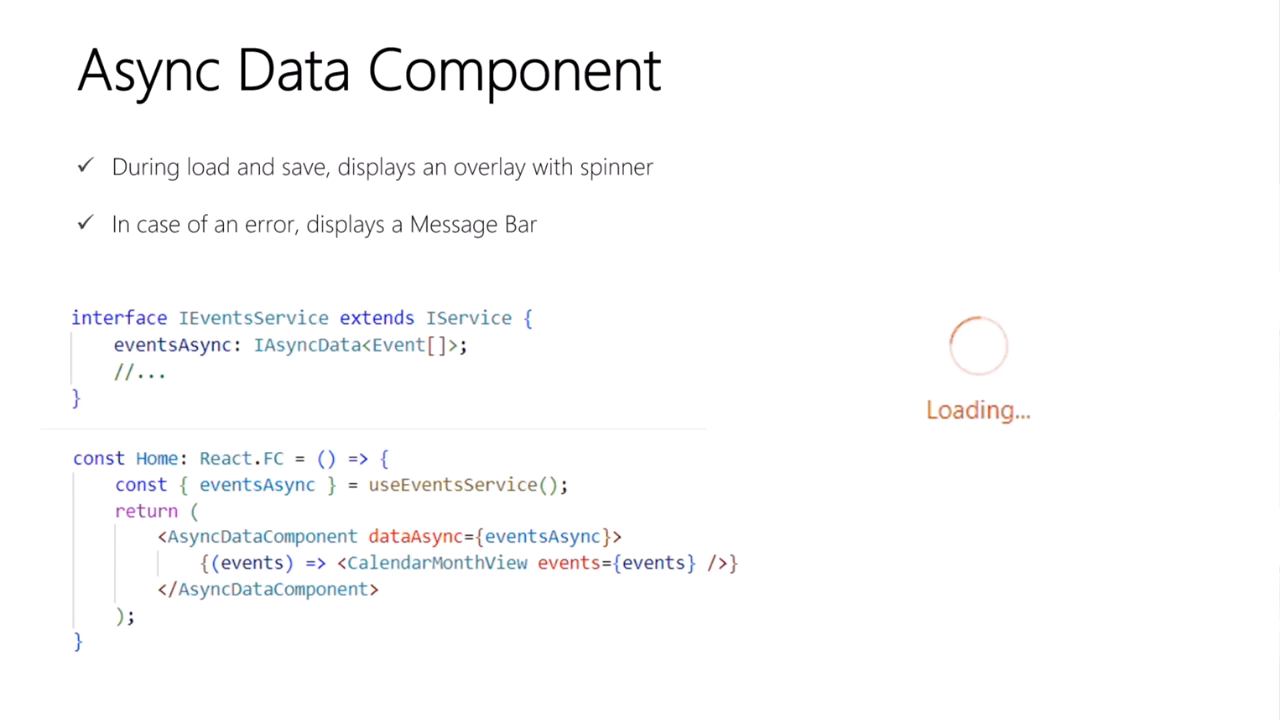 Async Data Component
✓ During load and save, displays an overlay with spinner
✓ In case of an error, displays a Message Bar
interface IEventsService extends IService {
    eventsAsync: IAsyncData<Event[]>;
    //...
}
const Home: React.FC = () => {
    const { eventsAsync } = useEventsService();
    return (
        <AsyncDataComponent dataAsync={eventsAsync}>
            {(events) => <CalendarMonthView events={events} />}
        </AsyncDataComponent>
    );
}
Loading...